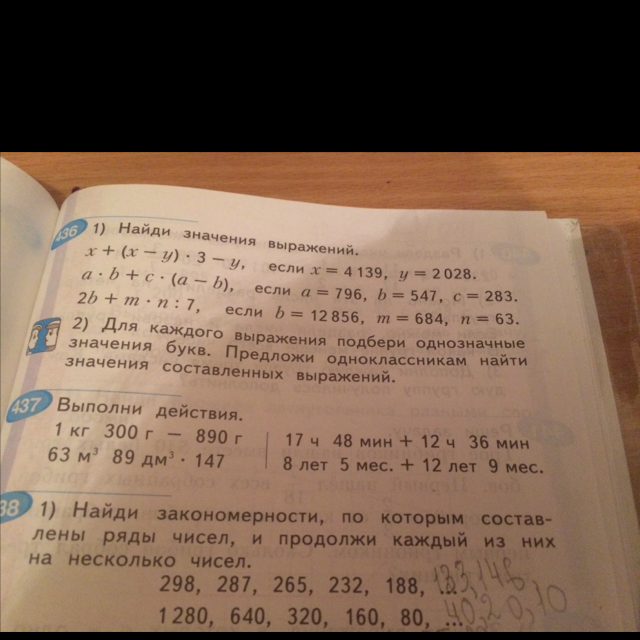 436 1) Найди значения выражений.
x + (x − y) · 3 − y, если x = 4 139, y = 2 028.
a · b + c · (a − b), если a = 796, b = 547, c = 283.
2b + m · n : 7, если b = 12 856, m = 684, n = 63.
2) Для каждого выражения подбери однозначные
значения букв. Предложи одноклассникам найти
значения составленных выражений.
437 Выполни действия.
1 кг 300 г − 890 г
63 м³ 89 дм³ · 147
17 ч 48 мин + 12 ч 36 мин
8 лет 5 мес. + 12 лет 9 мес.
38 1) Найди закономерности, по которым состав-
лены ряды чисел, и продолжи каждый из них
на несколько чисел.
298, 287, 265, 232, 188, ...
1 280, 640, 320, 160, 80, ... 40, 20, 10